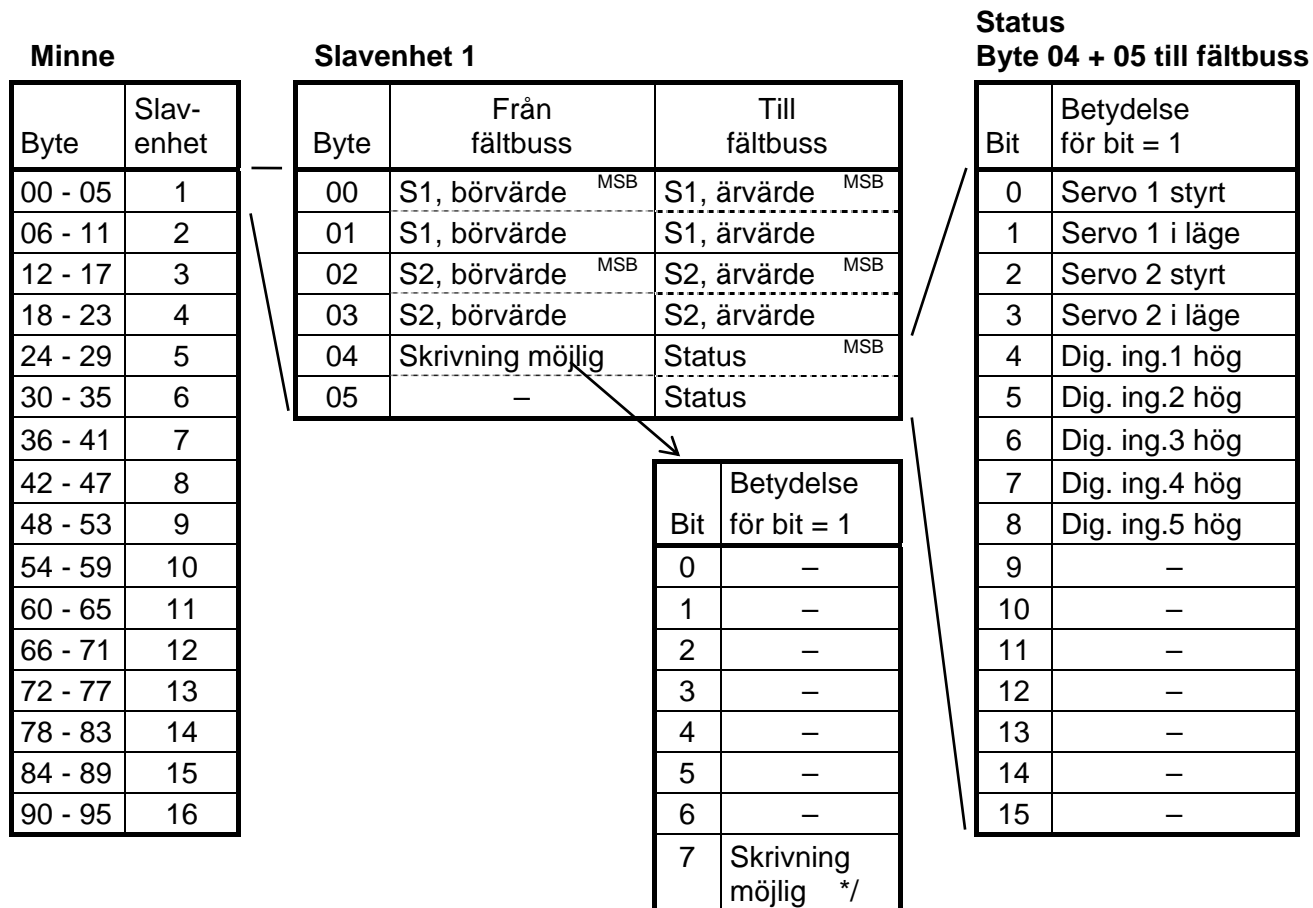 Status
Minne Slavenhet 1 Byte 04 + 05 till fältbuss
Byte Slav-
enhet
00 - 05 1
06 - 11 2
12 - 17 3
18 - 23 4
24 - 29 5
30 - 35 6
36 - 41 7
42 - 47 8
48 - 53 9
54 - 59 10
60 - 65 11
66 - 71 12
72 - 77 13
78 - 83 14
84 - 89 15
90 - 95 16
Från Till
Byte fältbuss fältbuss
00 S1, börvärde MSB S1, ärvärde MSB
01 S1, börvärde S1, ärvärde
02 S2, börvärde MSB S2, ärvärde MSB
03 S2, börvärde S2, ärvärde
04 Skrivning möjlig Status MSB
05 – Status
Betydelse
Bit för bit = 1
0 –
1 –
2 –
3 –
4 –
5 –
6 –
7 Skrivning
möjlig */
Betydelse
Bit för bit = 1
0 Servo 1 styrt
1 Servo 1 i läge
2 Servo 2 styrt
3 Servo 2 i läge
4 Dig. ing.1 hög
5 Dig. ing.2 hög
6 Dig. ing.3 hög
7 Dig. ing.4 hög
8 Dig. ing.5 hög
9 –
10 –
11 –
12 –
13 –
14 –
15 –